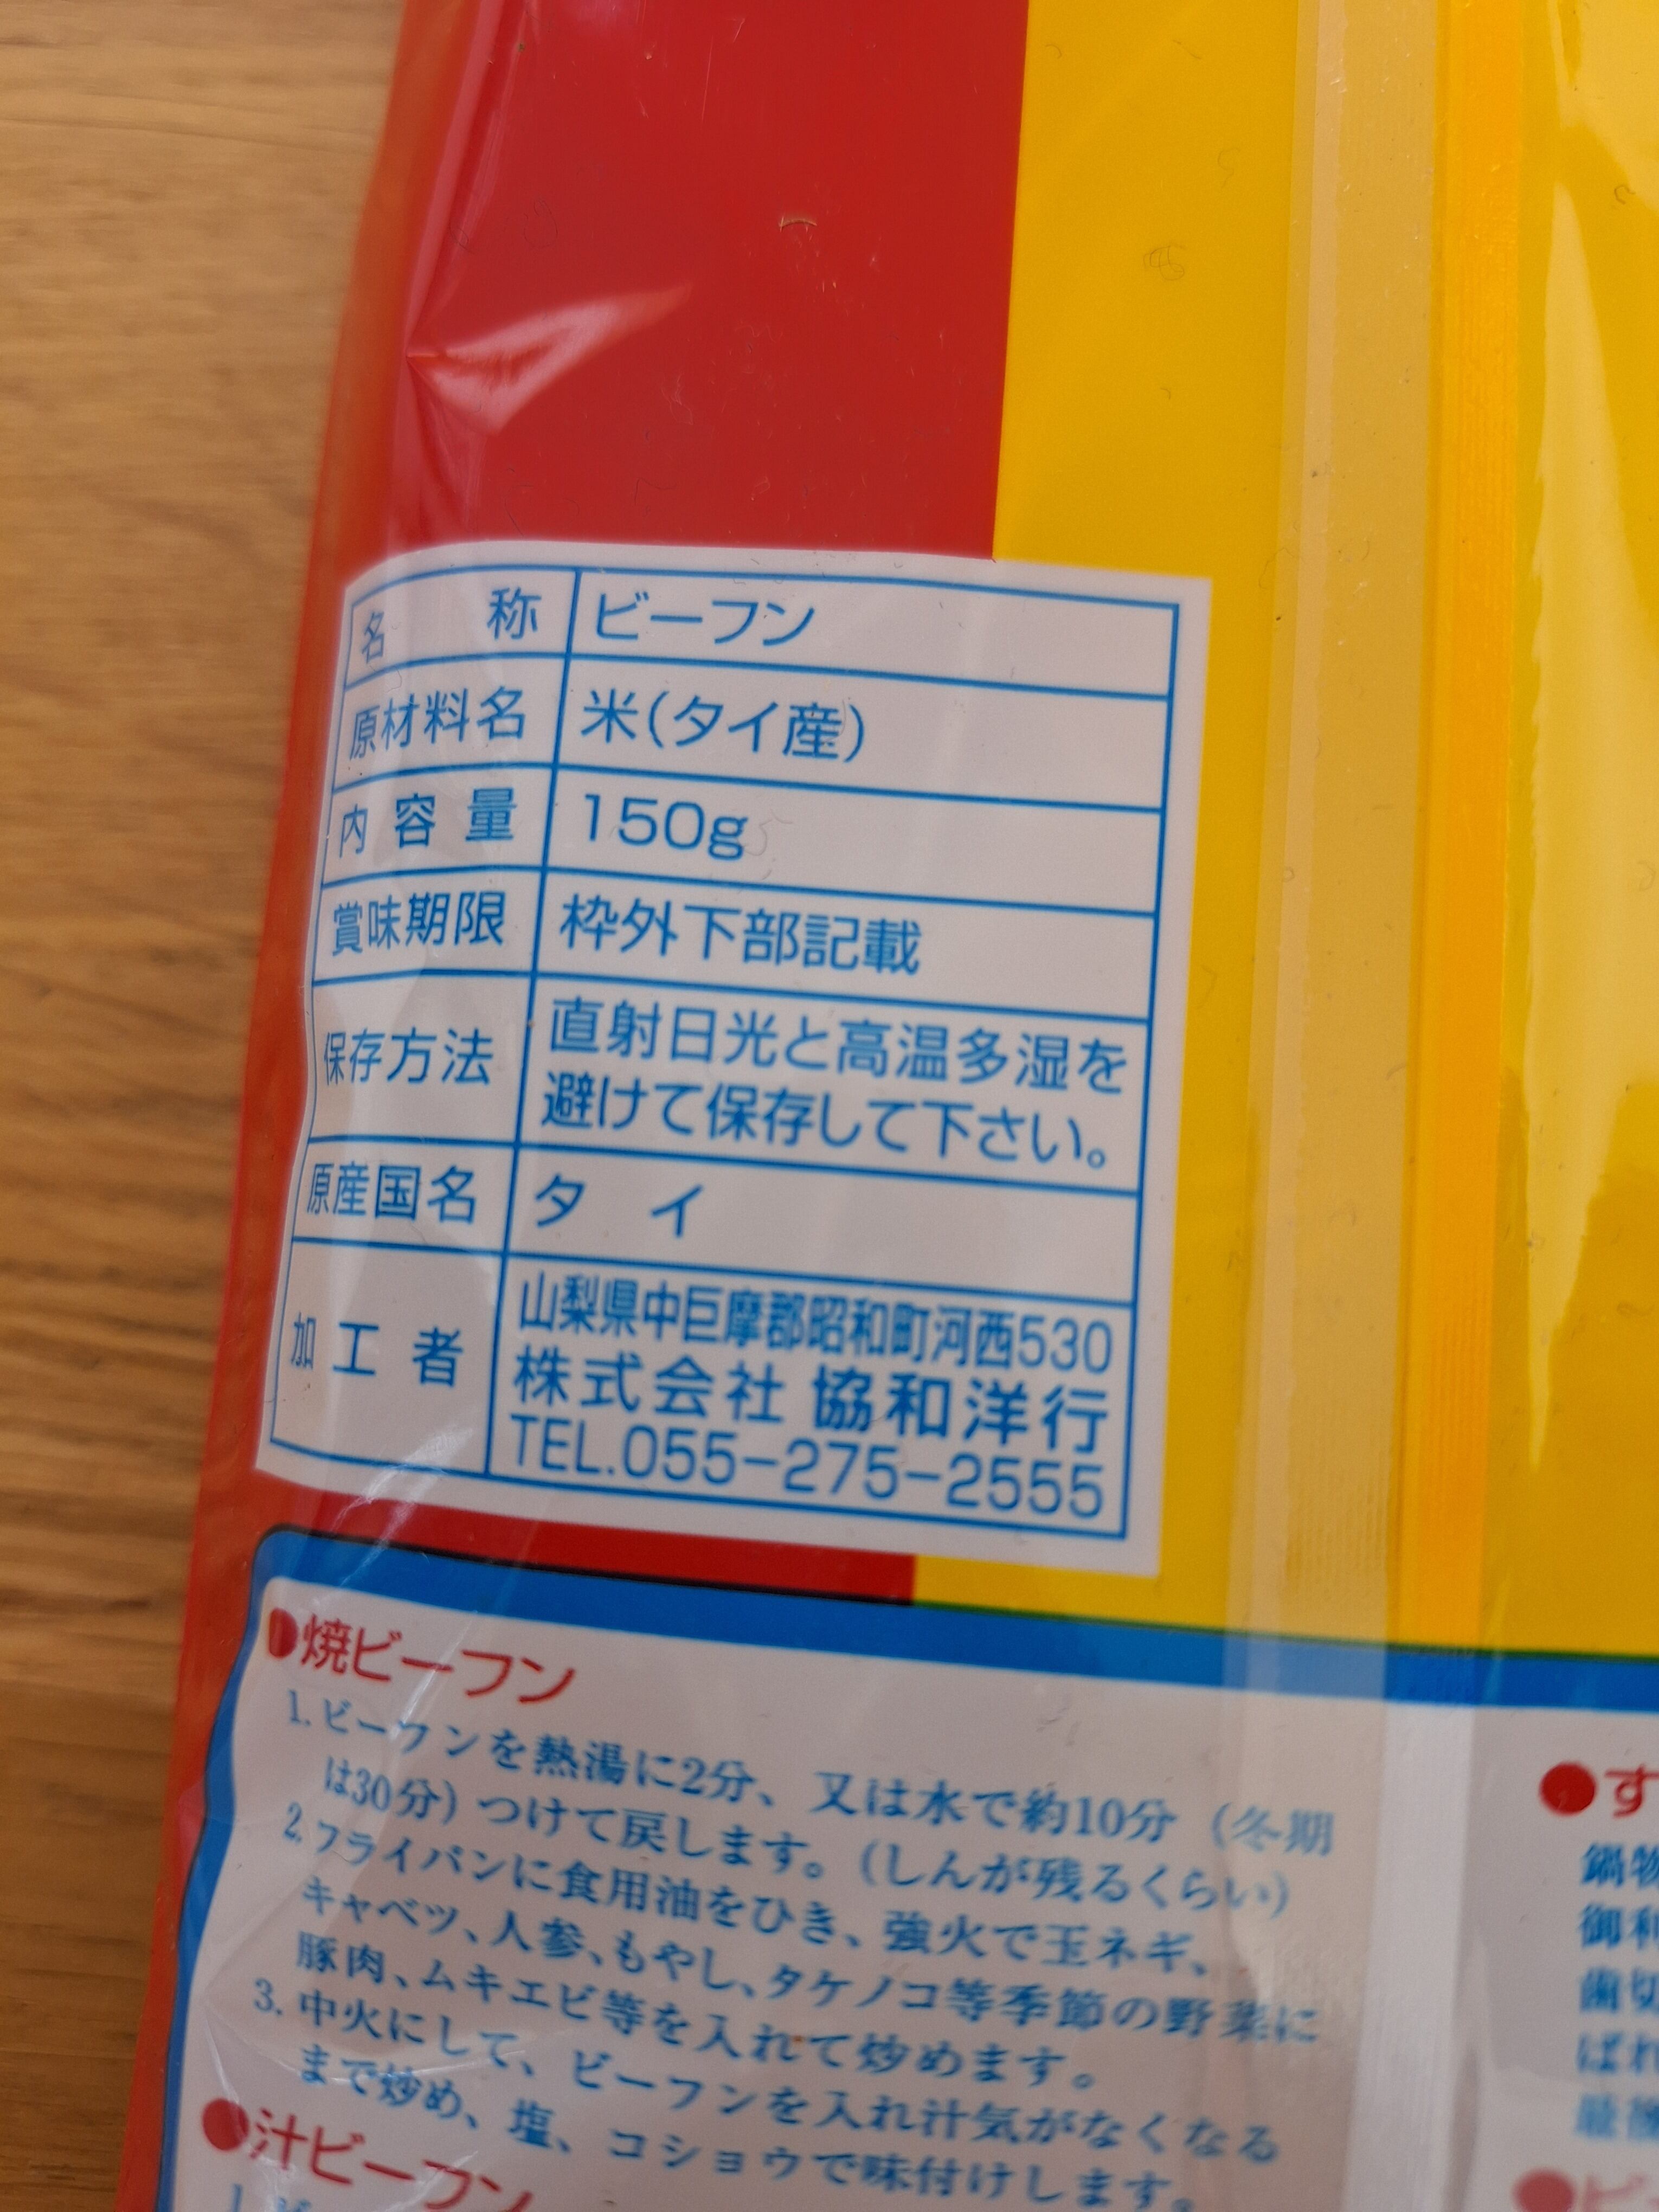 名称 ビーフン
原材料名 米(タイ産)
内容量 150g
賞味期限 枠外下部記載
保存方法 直射日光と高温多湿を
避けて保存して下さい。
原産国名 タイ
加工者 山梨県中巨摩郡昭和町河西530
株式会社 協和洋行
TEL.055-275-2555
●焼ビーフン
1.ビーフンを熱湯に2分、又は水で約10分(冬期
は30分)つけて戻します。(しんが残るくらい)
2.フライパンに食用油をひき、強火で玉ネギ、
キャベツ、人参、もやし、タケノコ等季節の野菜に
豚肉、ムキエビ等を入れて炒めます。
3.中火にして、ビーフンを入れ汁気がなくなる
まで炒め、塩、コショウで味付けします。
●汁ビーフン
●す
鍋物
御利
歯切
ばれ